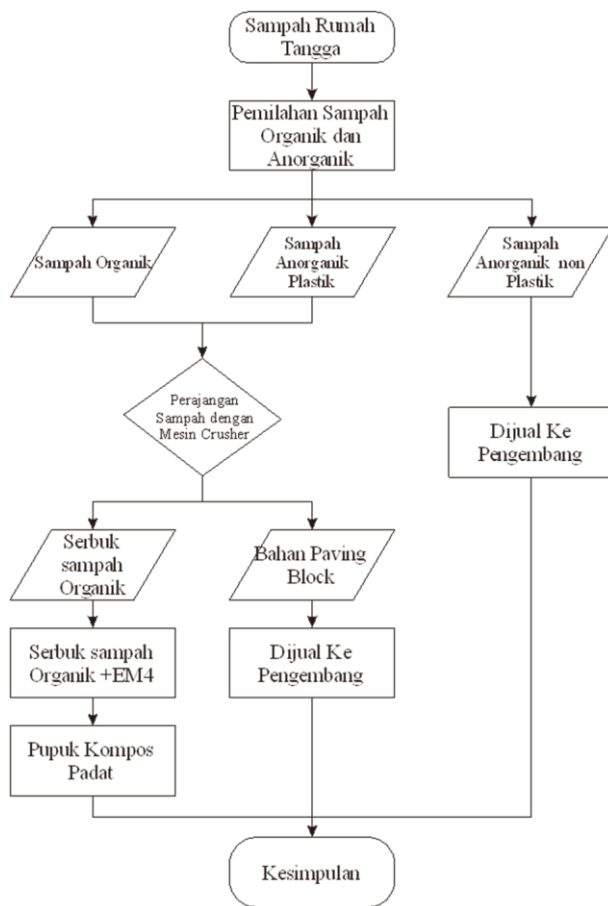 Sampah Rumah
Tangga
Pemilahan Sampah
Organik dan
Anorganik
Sampah Organik
Sampah
Anorganik
Plastik
Sampah
Anorganik non
Plastik
Perajangan
Sampah dengan
Mesin Crusher
Dijual Ke
Pengembang
Serbuk
sampah
Organik
Bahan Paving
Block
Serbuk sampah
Organik +EM4
Dijual Ke
Pengembang
Pupuk Kompos
Padat
Kesimpulan